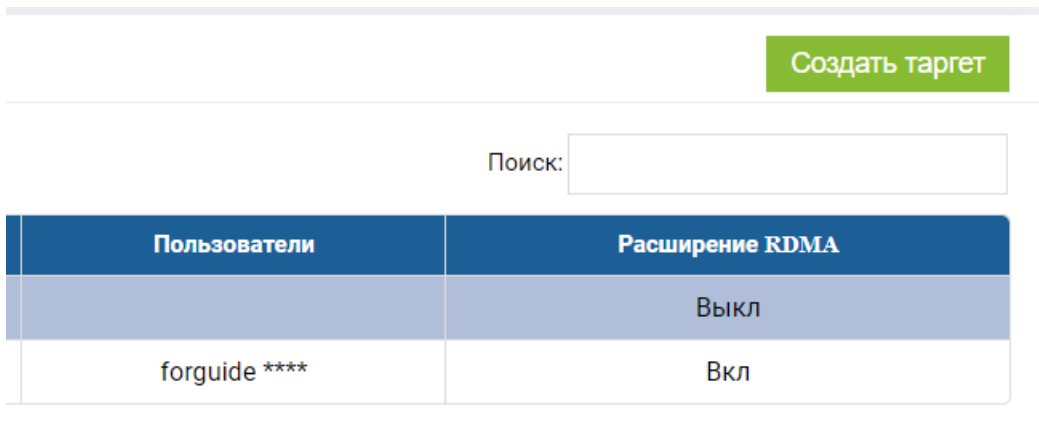 Создать таргет
Поиск:
Пользователи Расширение RDMA
Выкл
forguide **** Вкл